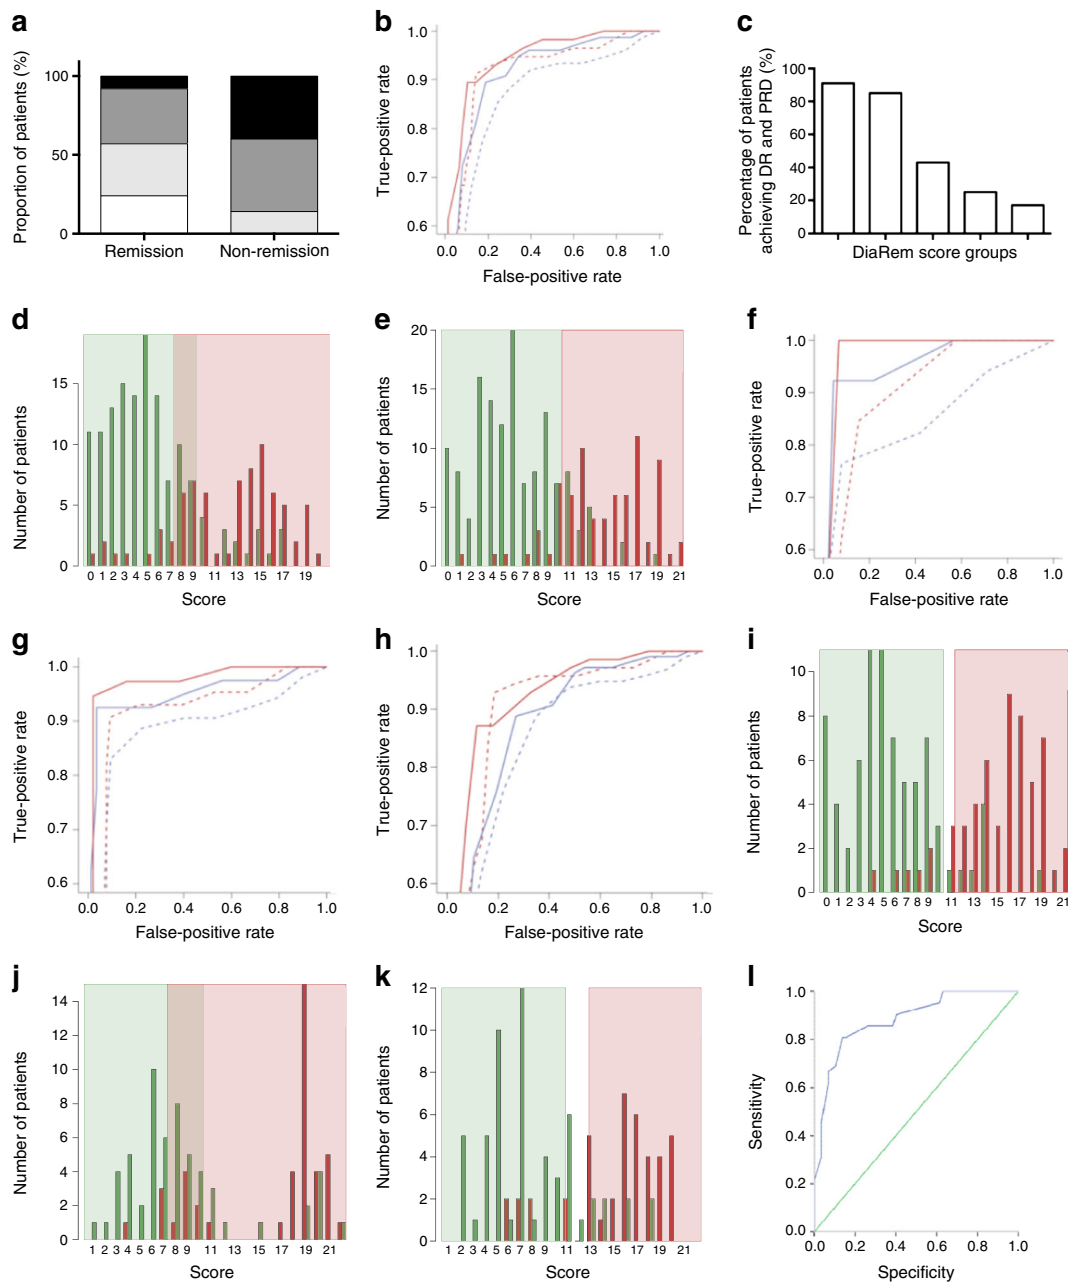 a
Proportion of patients (%)
100
50
0
Remission
Non-remission
b
True-positive rate
1.0
0.9
0.8
0.7
0.6
0.0 0.2 0.4 0.6 0.8 1.0
False-positive rate
c
Percentage of patients
achieving DR and PRD (%)
100
80
60
40
20
0
DiaRem score groups
d
Number of patients
15
10
5
0
0 1 2 3 4 5 6 7 8 9 11 13 15 17 19
Score
e
Number of patients
20
15
10
5
0
0 1 2 3 4 5 6 7 8 9 11 13 15 17 19 21
Score
f
True-positive rate
1.0
0.9
0.8
0.7
0.6
0.0 0.2 0.4 0.6 0.8 1.0
False-positive rate
g
True-positive rate
1.0
0.9
0.8
0.7
0.6
0.0 0.2 0.4 0.6 0.8 1.0
False-positive rate
h
True-positive rate
1.0
0.9
0.8
0.7
0.6
0.0 0.2 0.4 0.6 0.8 1.0
False-positive rate
i
Number of patients
10
8
6
4
2
0
0 1 2 3 4 5 6 7 8 9 11 13 15 17 19 21
Score
j
Number of patients
14
12
10
8
6
4
2
0
1 2 3 4 5 6 7 8 9 11 13 15 17 19 21
Score
k
Number of patients
12
10
8
6
4
2
0
1 2 3 4 5 6 7 8 9 11 13 15 17 19 21
Score
l
Sensitivity
1.0
0.8
0.6
0.4
0.2
0.0
0.0 0.2 0.4 0.6 0.8 1.0
Specificity